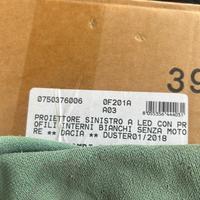 39
0750376006 0F201A
A03
PROIETTORE SINISTRO A LED CON PR
OFILI INTERNI BIANCHI SENZA MOTO
RE ** DACIA ** DUSTER01/2018